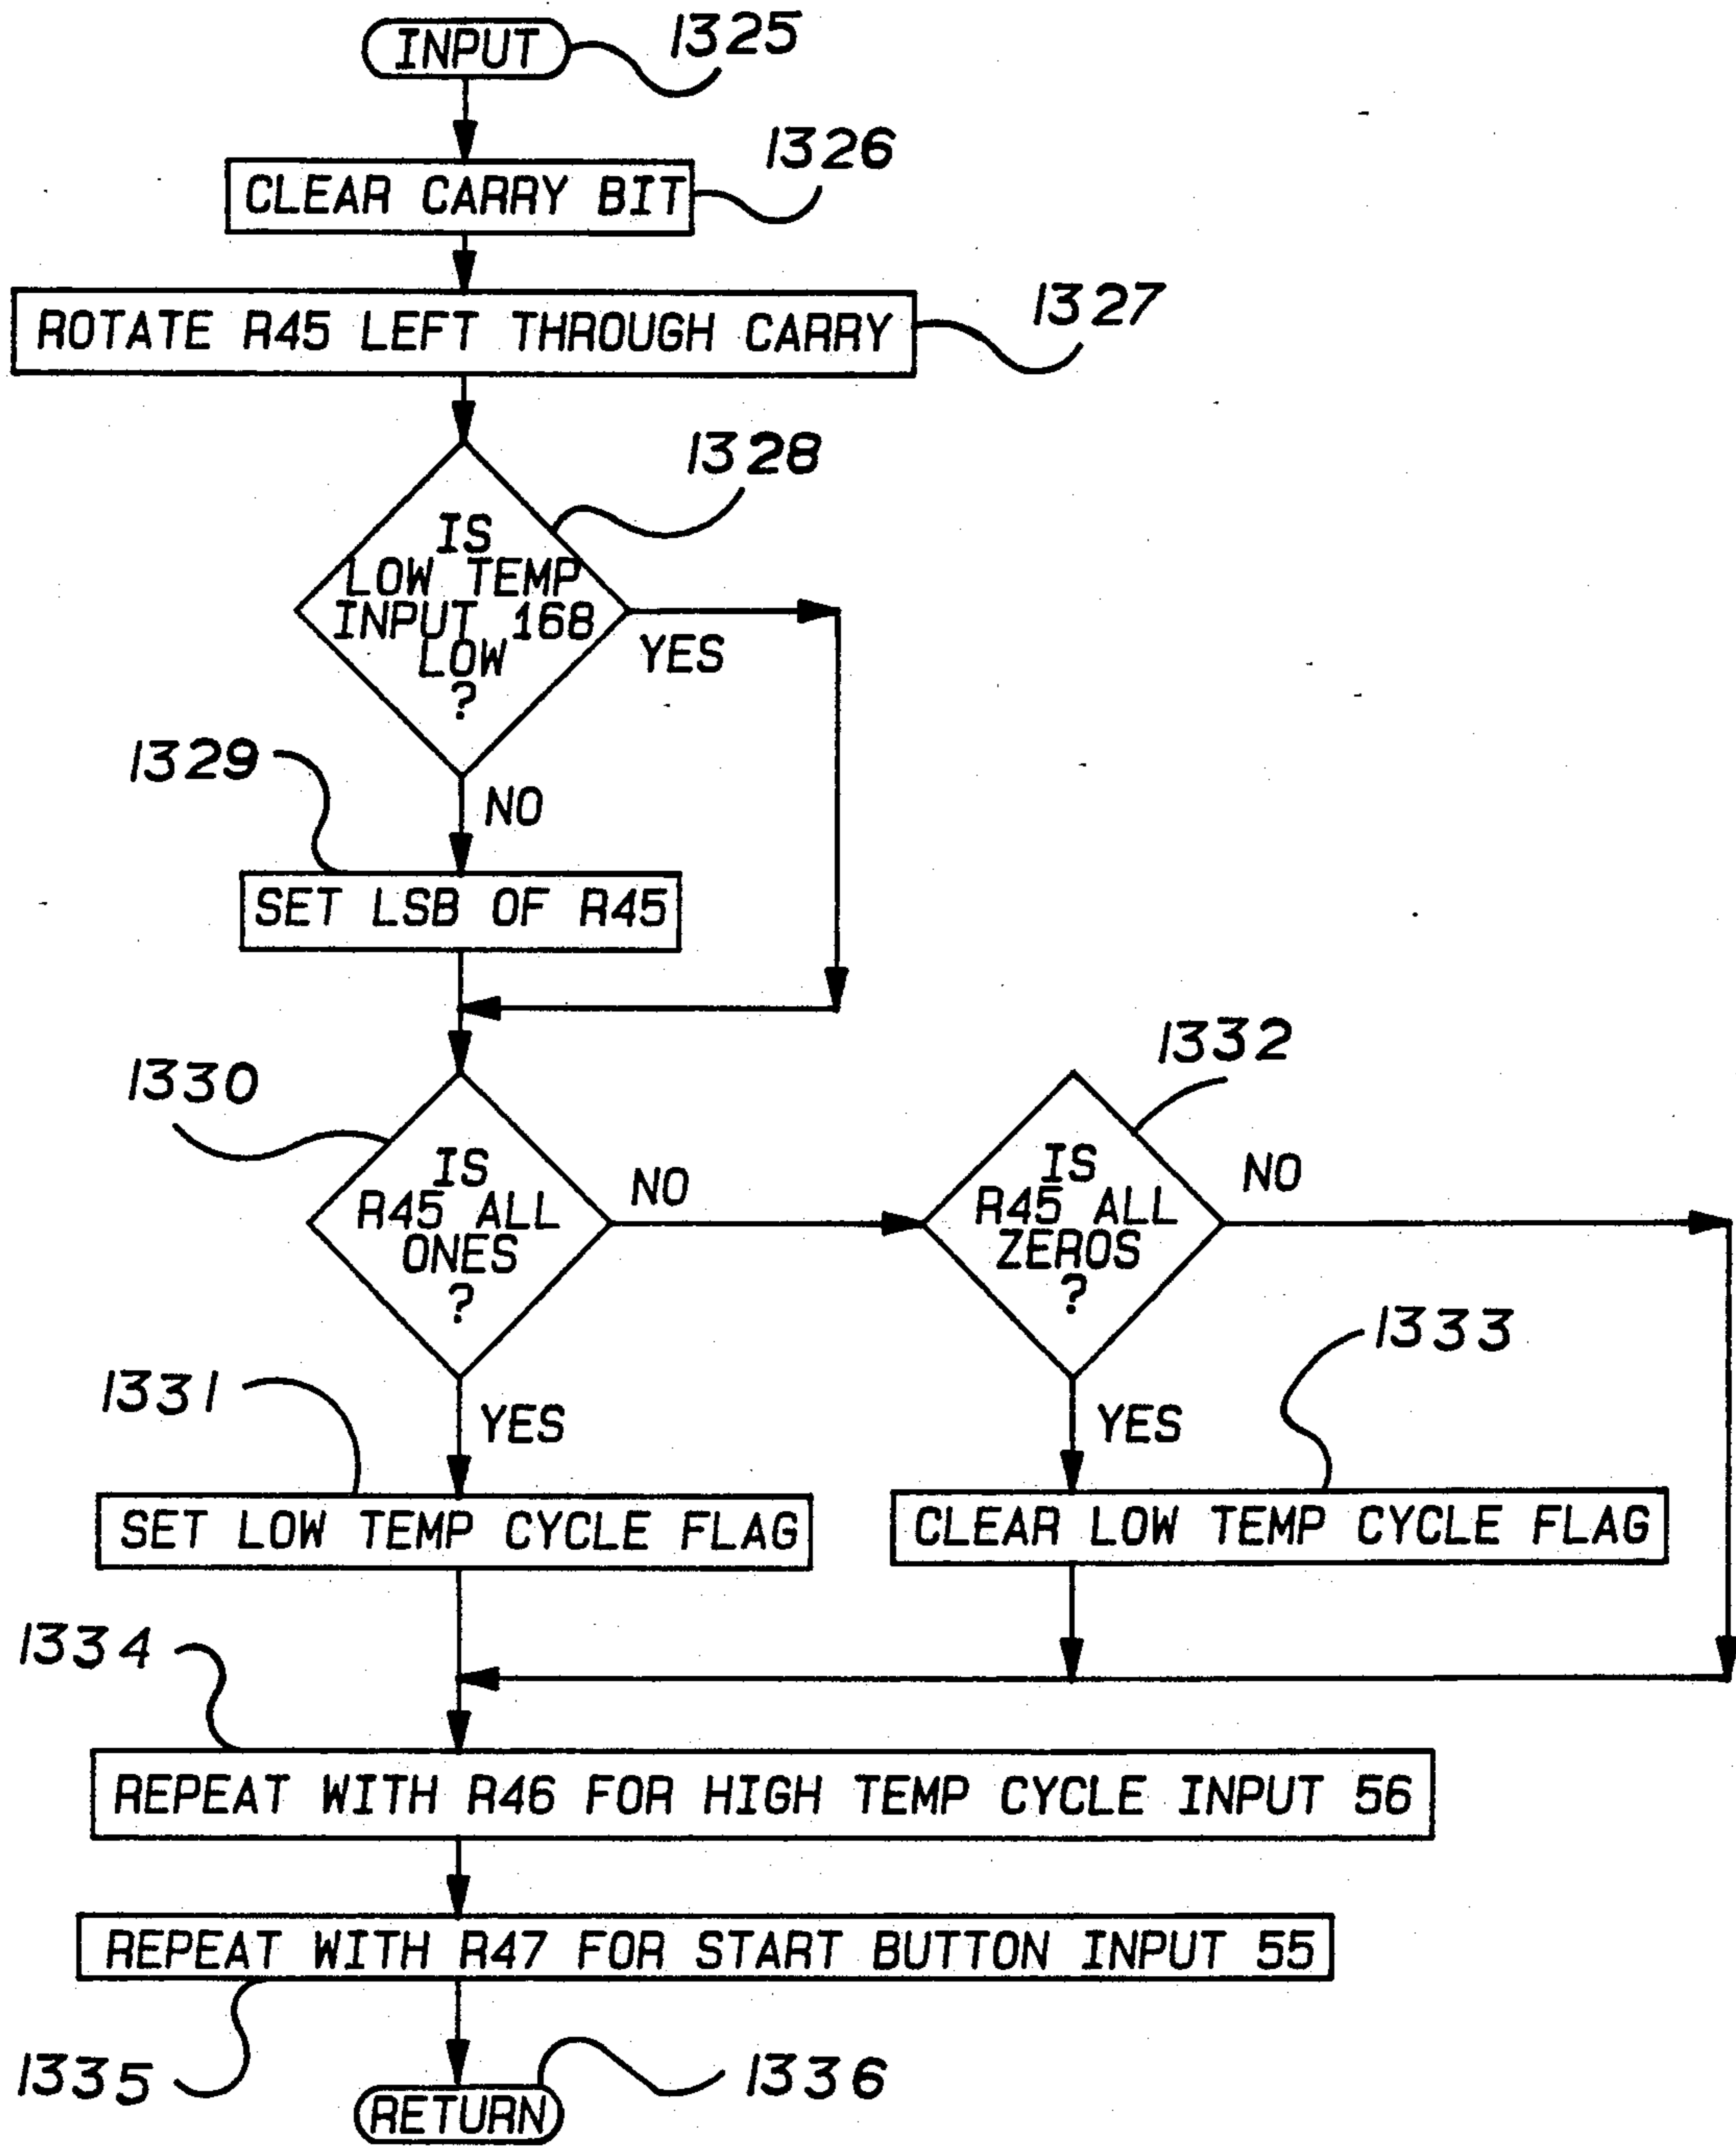 INPUT
1325
1326
CLEAR CARRY BIT
1327
ROTATE R45 LEFT THROUGH CARRY
1328
IS
LOW TEMP
INPUT 168
LOW
?
YES
1329
NO
SET LSB OF R45
1332
1330
IS
R45 ALL
ONES
?
NO
IS
R45 ALL
ZEROS
?
NO
1333
1331
YES
YES
SET LOW TEMP CYCLE FLAG
CLEAR LOW TEMP CYCLE FLAG
1334
REPEAT WITH R46 FOR HIGH TEMP CYCLE INPUT 56
REPEAT WITH R47 FOR START BUTTON INPUT 55
1335
1336
RETURN